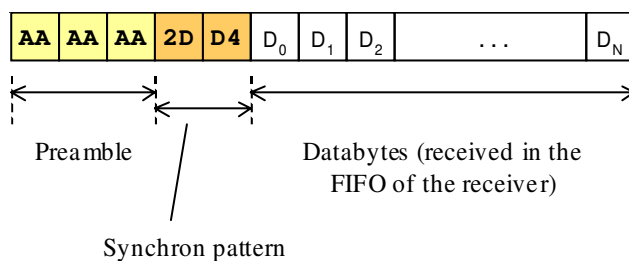 AA AA AA 2D D4 D0 D1 D2 ... DN
Preamble
Databytes (received in the
FIFO of the receiver)
Synchron pattern